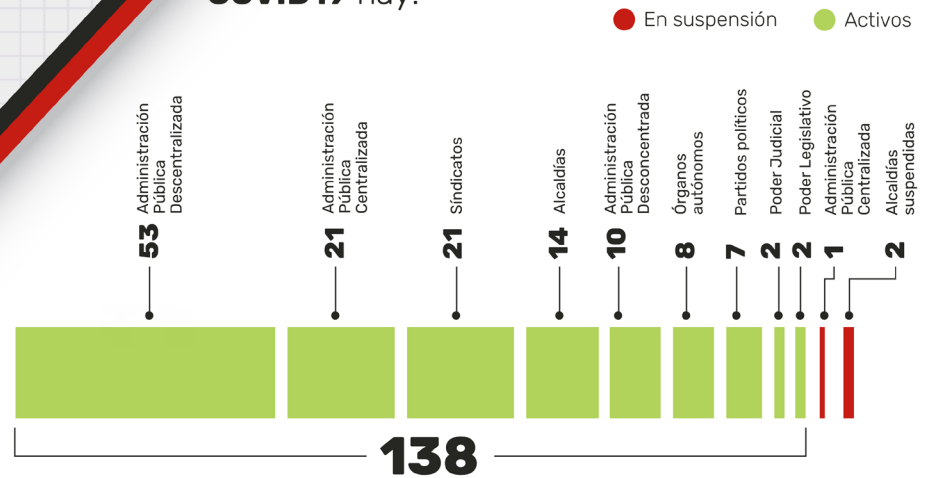 En suspensión
Activos
53 Administración
Pública
Descentralizada
21 Administración
Pública
Centralizada
21 Síndicatos
14 Alcaldías
10 Administración
Pública
Desconcentrada
8 Órganos
autónomos
7 Partidos políticos
2 Poder Judicial
2 Poder Legislativo
1 Administración
Pública
Centralizada
2 Alcaldías
suspendidas
138